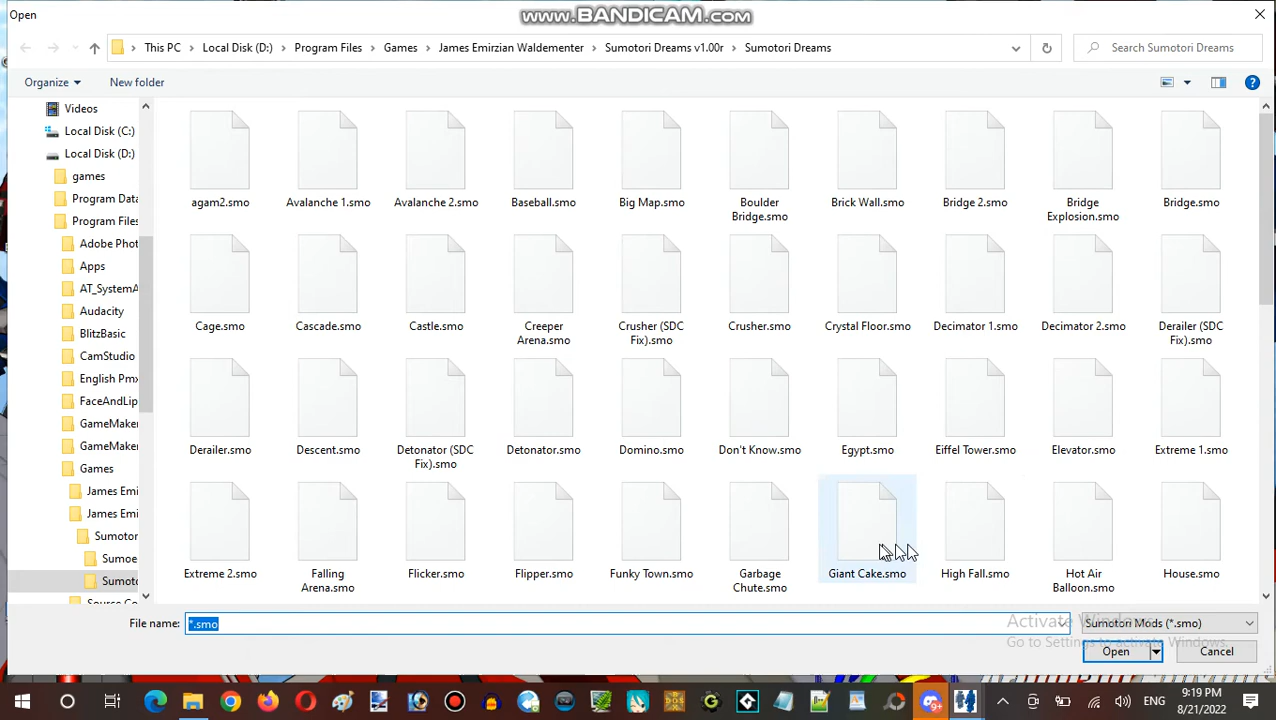 Open
www.BANDICAM.com
This PC > Local Disk (D:) > Program Files > Games > James Emirzian Waldementer > Sumotori Dreams v1.00r > Sumotori Dreams
Search Sumotori Dreams
Organize
New folder
Videos
Local Disk (C:)
Local Disk (D:)
games
Program Data
Program Files
Adobe Phot
Apps
AT_SystemA
Audacity
BlitzBasic
CamStudio
English Pmx
FaceAndLip
GameMaker
GameMaker
Games
James Emi
James Emi
Sumotor
Sumoe
Sumoto
agam2.smo
Avalanche 1.smo
Avalanche 2.smo
Baseball.smo
Big Map.smo
Boulder
Bridge.smo
Brick Wall.smo
Bridge 2.smo
Bridge
Explosion.smo
Bridge.smo
Cage.smo
Cascade.smo
Castle.smo
Creeper
Arena.smo
Crusher (SDC
Fix).smo
Crusher.smo
Crystal Floor.smo
Decimator 1.smo
Decimator 2.smo
Derailer (SDC
Fix).smo
Derailer.smo
Descent.smo
Detonator (SDC
Fix).smo
Detonator.smo
Domino.smo
Don't Know.smo
Egypt.smo
Eiffel Tower.smo
Elevator.smo
Extreme 1.smo
Extreme 2.smo
Falling
Arena.smo
Flicker.smo
Flipper.smo
Funky Town.smo
Garbage
Chute.smo
Giant Cake.smo
High Fall.smo
Hot Air
Balloon.smo
House.smo
File name:
*.smo
Sumotori Mods (*.smo)
Activate Windows
Go to Settings to activate Windows.
Open
Cancel
9+
ENG
9:19 PM
8/21/2022